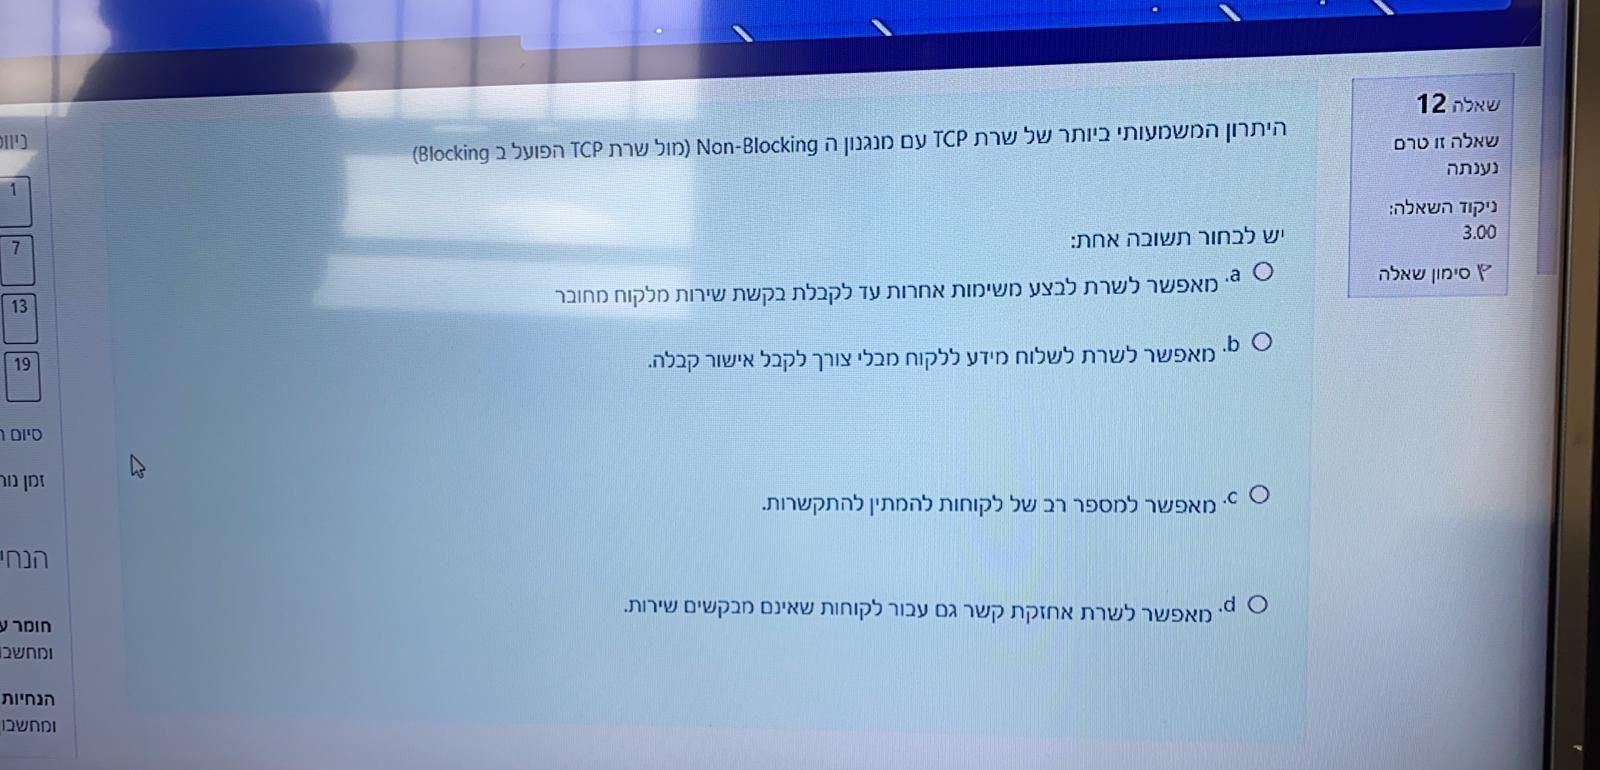 שאלה 12
שאלה זו טרם
נענתה
ניקוד השאלה:
3.00
סימון שאלה
היתרון המשמעותי ביותר של שרת TCP עם מנגנון ה Non-Blocking (מול שרת TCP הפועל ב Blocking)
יש לבחור תשובה אחת:
a. מאפשר לשרת לבצע משימות אחרות עד לקבלת בקשת שירות מלקוח מחובר
b. מאפשר לשרת לשלוח מידע ללקוח מבלי צורך לקבל אישור קבלה.
c. מאפשר למספר רב של לקוחות להמתין להתקשרות.
d. מאפשר לשרת אחזקת קשר גם עבור לקוחות שאינם מבקשים שירות.
1
7
13
19
סיום
זמן
חומר
הנחיות